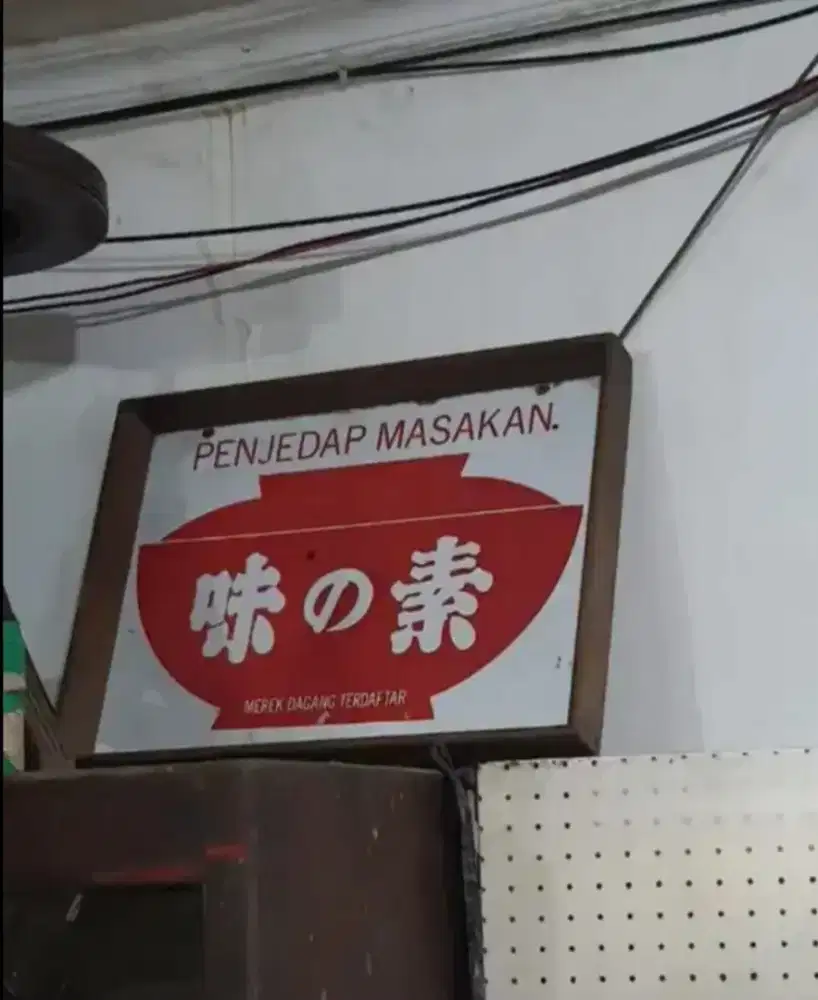 PENJEDAP MASAKAN.
味の素
MEREK DAGANG TERDAFTAR